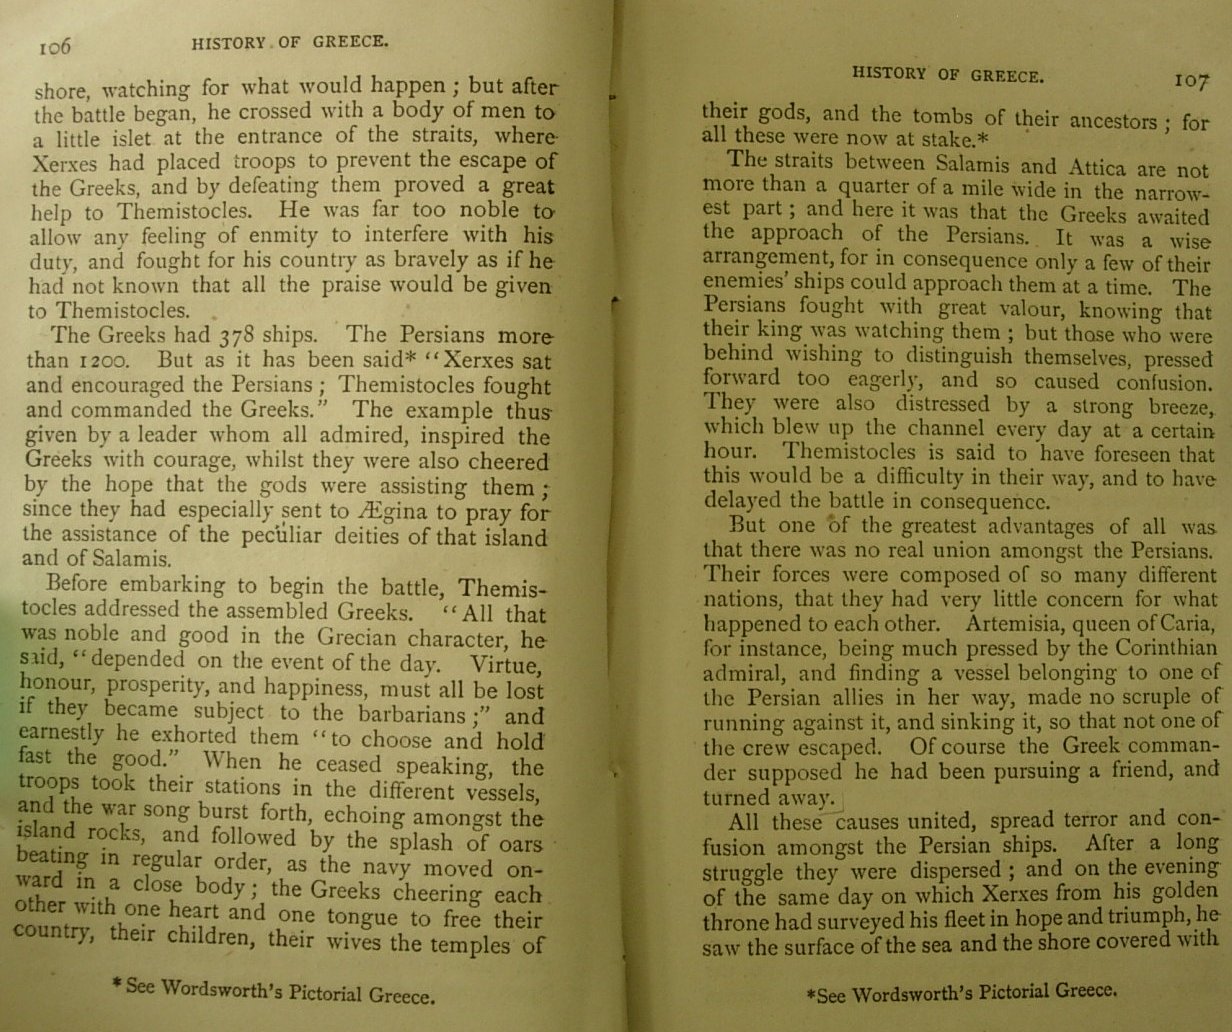 106
HISTORY OF GREECE.
shore, watching for what would happen ; but after
the battle began, he crossed with a body of men to
a little islet at the entrance of the straits, where
Xerxes had placed troops to prevent the escape of
the Greeks, and by defeating them proved a great
help to Themistocles. He was far too noble to
allow any feeling of enmity to interfere with his
duty, and fought for his country as bravely as if he
had not known that all the praise would be given
to Themistocles.
The Greeks had 378 ships. The Persians more
than 1200. But as it has been said* “Xerxes sat
and encouraged the Persians ; Themistocles fought
and commanded the Greeks.” The example thus
given by a leader whom all admired, inspired the
Greeks with courage, whilst they were also cheered
by the hope that the gods were assisting them ;
since they had especially sent to Ægina to pray for
the assistance of the peculiar deities of that island
and of Salamis.
Before embarking to begin the battle, Themis-
tocles addressed the assembled Greeks. “All that
was noble and good in the Grecian character, he
said, “depended on the event of the day. Virtue,
honour, prosperity, and happiness, must all be lost
if they became subject to the barbarians ;” and
earnestly he exhorted them “to choose and hold
fast the good.” When he ceased speaking, the
troops took their stations in the different vessels,
and the war song burst forth, echoing amongst the
island rocks, and followed by the splash of oars
beating in regular order, as the navy moved on-
ward in a close body ; the Greeks cheering each
other with one heart and one tongue to free their
country, their children, their wives the temples of
*See Wordsworth's Pictorial Greece.
HISTORY OF GREECE.
107
their gods, and the tombs of their ancestors ; for
all these were now at stake.*
The straits between Salamis and Attica are not
more than a quarter of a mile wide in the narrow-
est part ; and here it was that the Greeks awaited
the approach of the Persians. It was a wise
arrangement, for in consequence only a few of their
enemies' ships could approach them at a time. The
Persians fought with great valour, knowing that
their king was watching them ; but those who were
behind wishing to distinguish themselves, pressed
forward too eagerly, and so caused confusion.
They were also distressed by a strong breeze,
which blew up the channel every day at a certain
hour. Themistocles is said to have foreseen that
this would be a difficulty in their way, and to have
delayed the battle in consequence.
But one of the greatest advantages of all was
that there was no real union amongst the Persians.
Their forces were composed of so many different
nations, that they had very little concern for what
happened to each other. Artemisia, queen of Caria,
for instance, being much pressed by the Corinthian
admiral, and finding a vessel belonging to one of
the Persian allies in her way, made no scruple of
running against it, and sinking it, so that not one of
the crew escaped. Of course the Greek comman-
der supposed he had been pursuing a friend, and
turned away.
All these causes united, spread terror and con-
fusion amongst the Persian ships. After a long
struggle they were dispersed ; and on the evening
of the same day on which Xerxes from his golden
throne had surveyed his fleet in hope and triumph, he
saw the surface of the sea and the shore covered with
*See Wordsworth's Pictorial Greece.